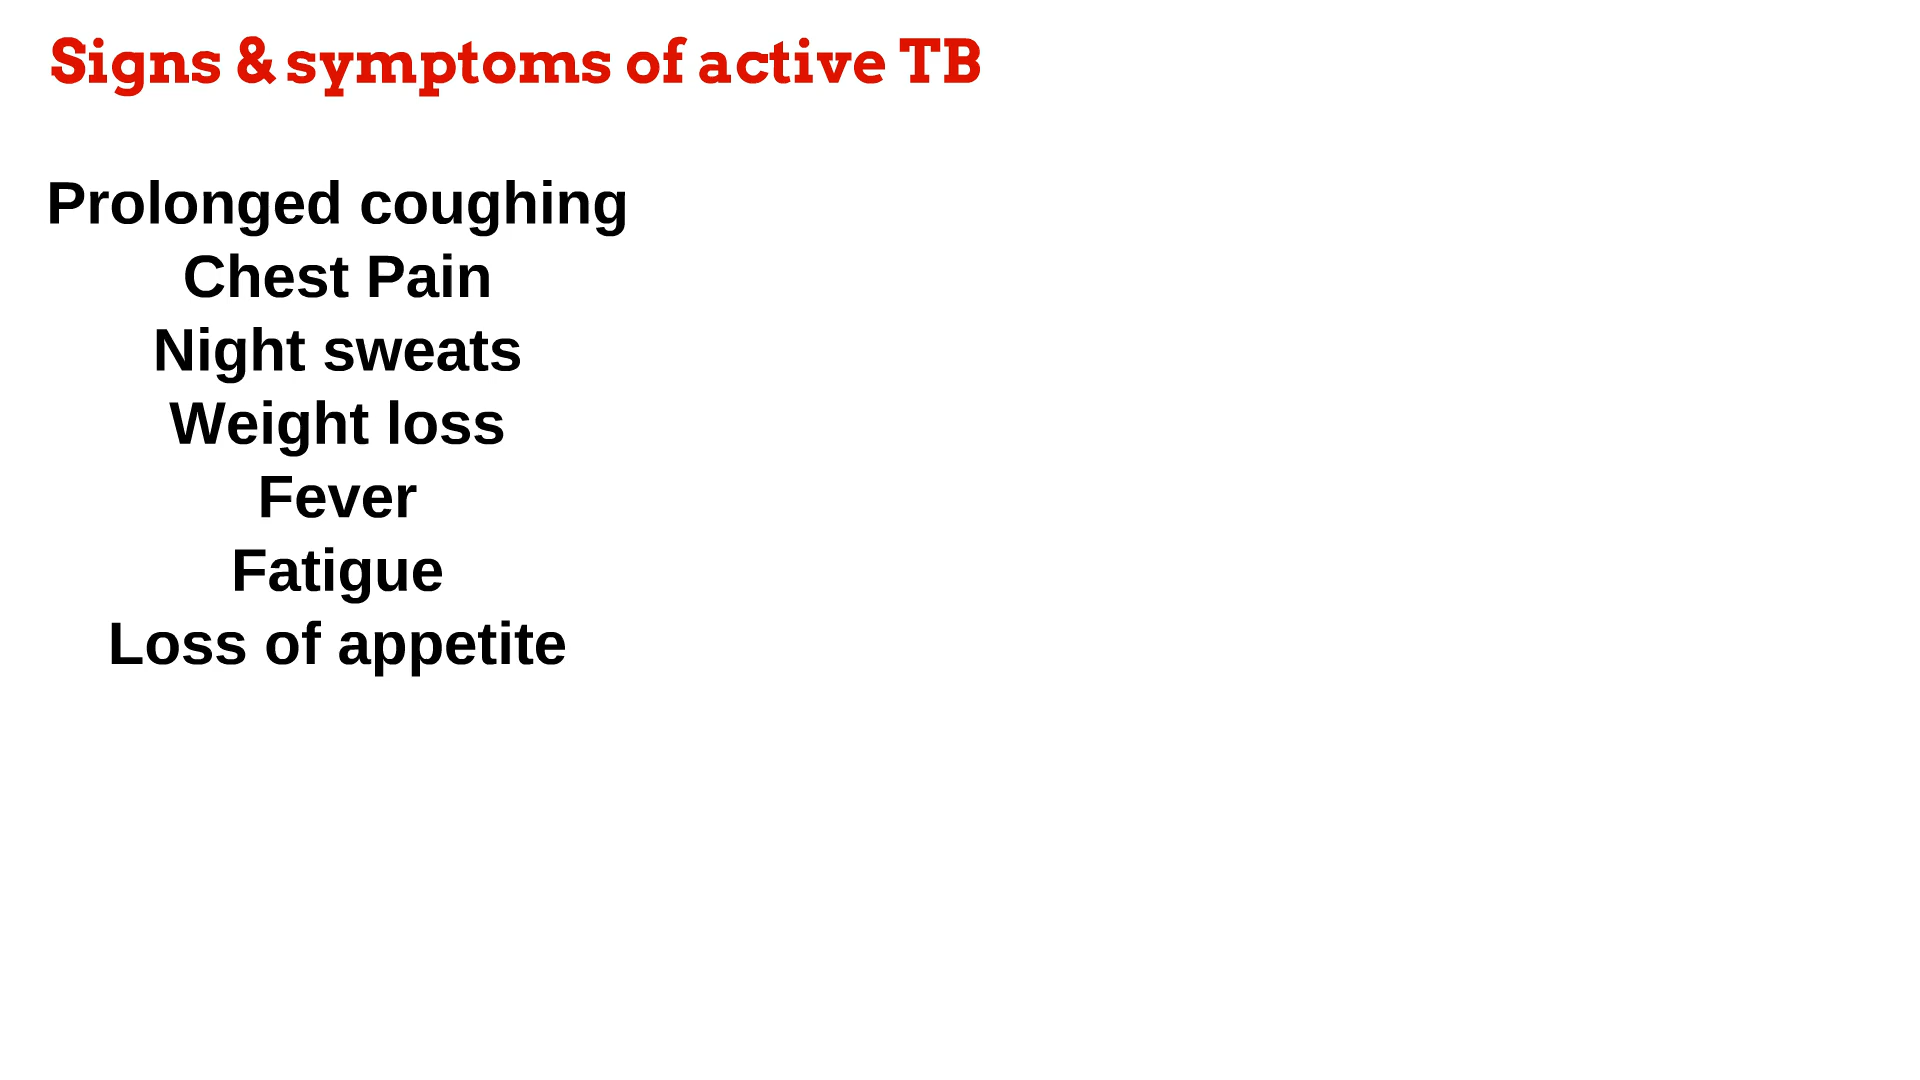 Signs & symptoms of active TB
Prolonged coughing
Chest Pain
Night sweats
Weight loss
Fever
Fatigue
Loss of appetite